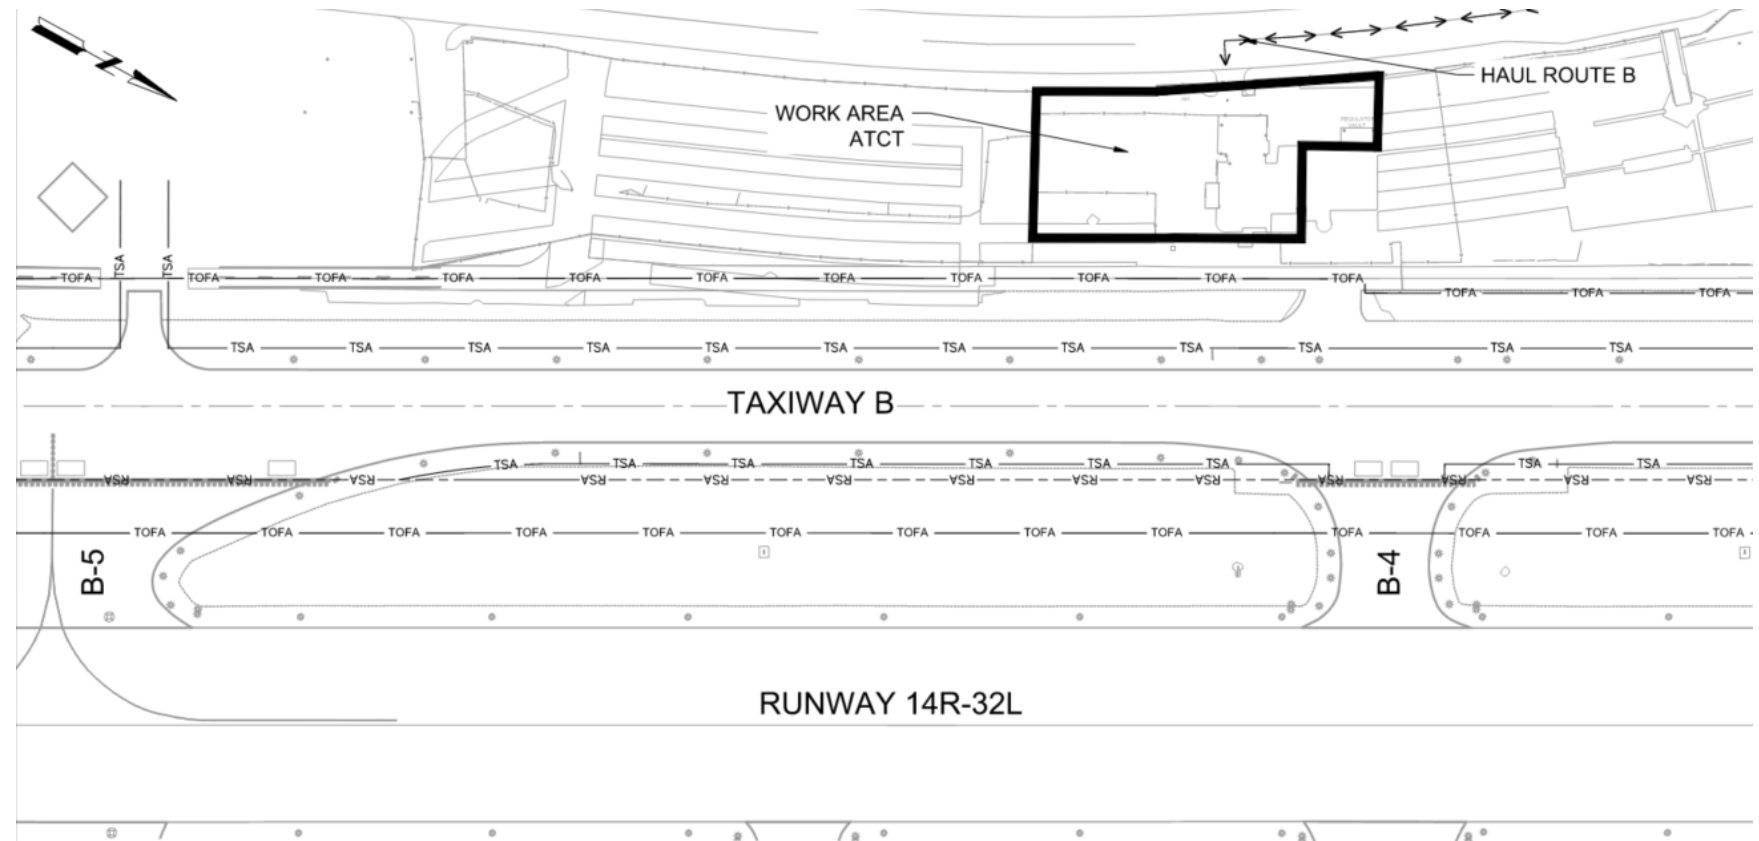 N
HAUL ROUTE B
WORK AREA
ATCT
REGULATOR
VAULT
TSA TSA
TOFA TOFA TOFA TOFA TOFA TOFA TOFA TOFA TOFA TOFA TOFA
TOFA TOFA TOFA
TSA TSA TSA TSA TSA TSA TSA TSA TSA TSA TSA TSA
TAXIWAY B
TSA TSA TSA TSA TSA TSA TSA TSA TSA
RSA RSA RSA RSA RSA RSA RSA RSA RSA RSA RSA RSA RSA
TOFA TOFA TOFA TOFA TOFA TOFA TOFA TOFA TOFA TOFA TOFA TOFA TOFA
B-5
B-4
RUNWAY 14R-32L